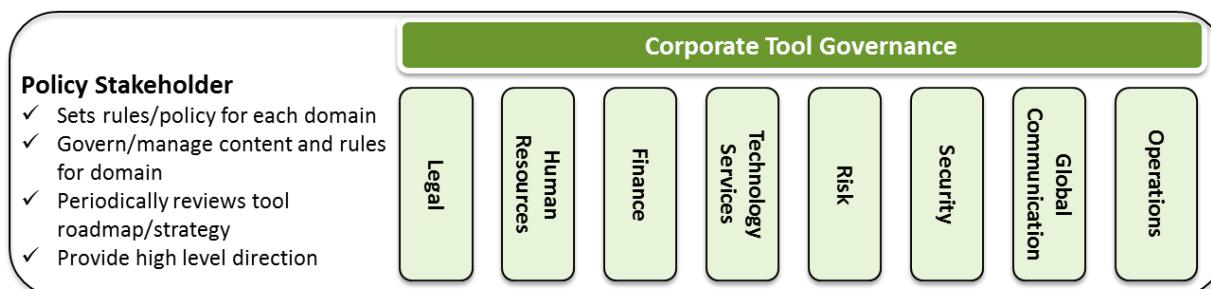 Corporate Tool Governance
Policy Stakeholder
✓ Sets rules/policy for each domain
✓ Govern/manage content and rules
for domain
✓ Periodically reviews tool
roadmap/strategy
✓ Provide high level direction
Legal
Human
Resources
Finance
Technology
Services
Risk
Security
Global
Communication
Operations